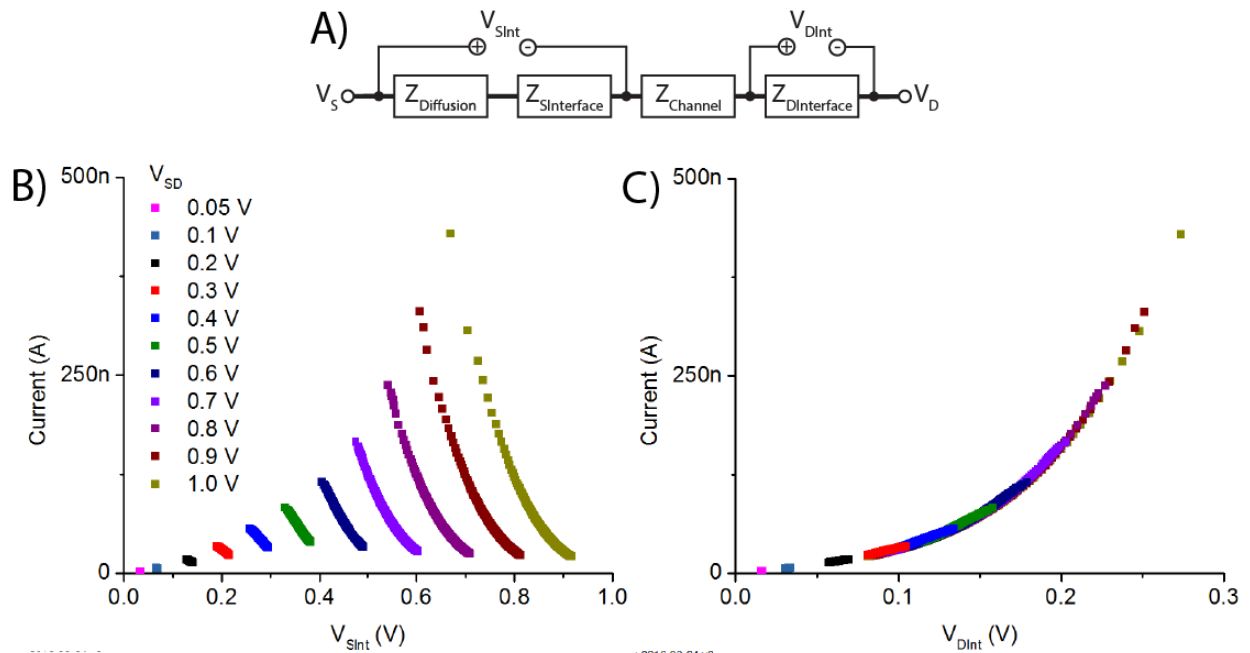 A)
V_SInt
V_DInt
+ -
+ -
V_S
Z_Diffusion
Z_SInterface
Z_Channel
Z_DInterface
V_D
B)
500n
250n
0
Current (A)
V_SD
0.05 V
0.1 V
0.2 V
0.3 V
0.4 V
0.5 V
0.6 V
0.7 V
0.8 V
0.9 V
1.0 V
0.0 0.2 0.4 0.6 0.8 1.0
V_SInt (V)
C)
500n
250n
0
Current (A)
0.0 0.1 0.2 0.3
V_DInt (V)